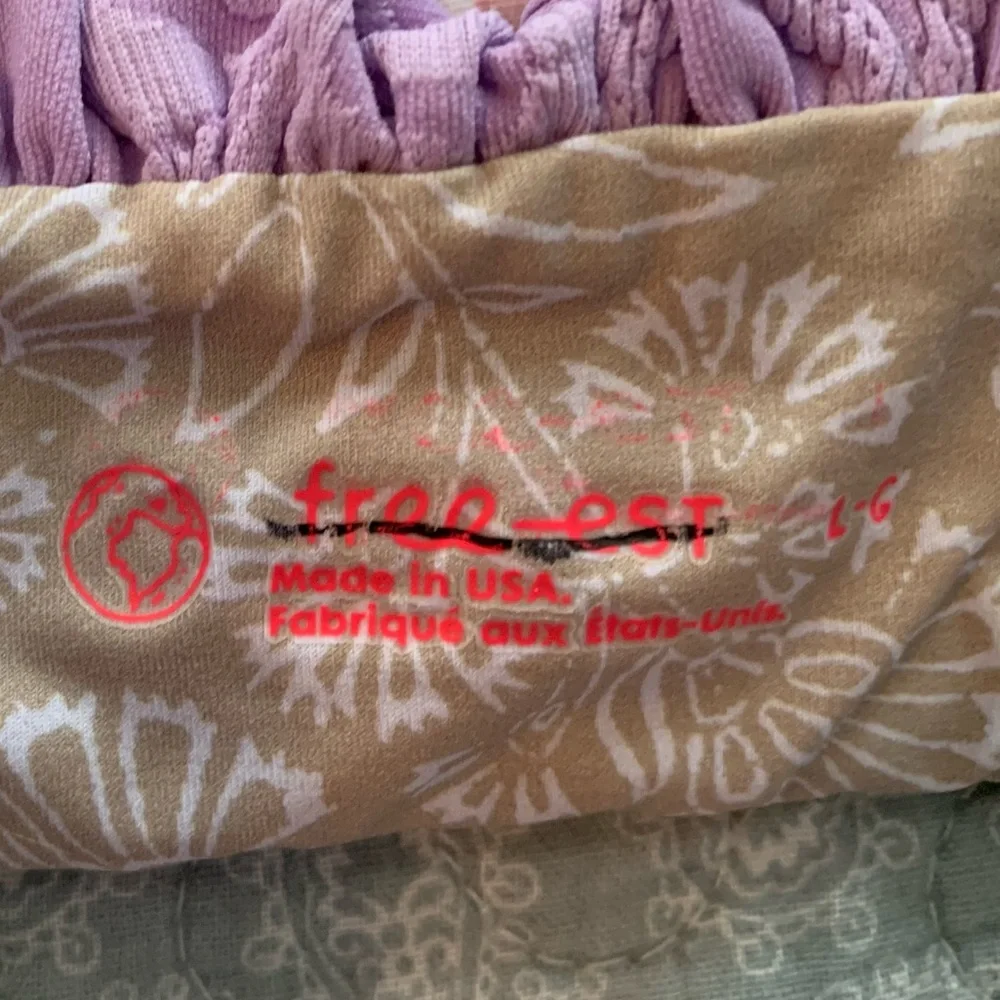 free-est L-G
Made in USA.
Fabriqué aux États-Unis.